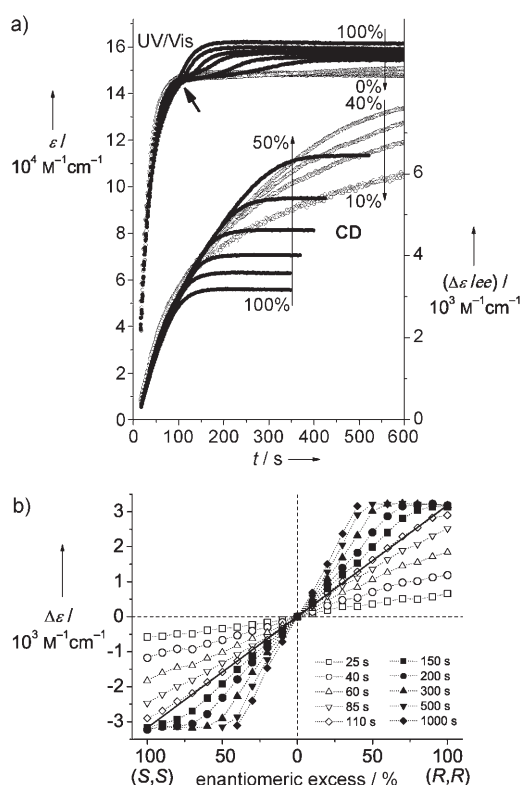 a)
UV/Vis
100%
0%
40%
50%
10%
CD
100%
16
14
12
10
8
6
4
2
0
ε /
10⁴ M⁻¹cm⁻¹
6
4
2
0
(Δε/ee) /
10³ M⁻¹cm⁻¹
0 100 200 300 400 500 600
t / s
b)
3
2
1
0
-1
-2
-3
Δε /
10³ M⁻¹cm⁻¹
25 s 150 s
40 s 200 s
60 s 300 s
85 s 500 s
110 s 1000 s
100 50 0 50 100
(S,S) enantiomeric excess / % (R,R)